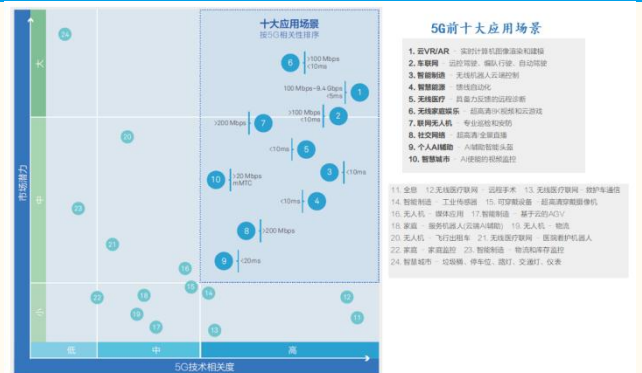 十大应用场景
按5G相关性排序
24
6
>100 Mbps
<10ms
100 Mbps-9.4 Gbps
<5ms
1
>100 Mbps
<10ms
2
>200 Mbps
7
20
<10ms
5
3
<10ms
10
>20 Mbps
mMTC
<10ms
4
23
8
>200 Mbps
21
9
<20ms
16
15
14
22
18
12
19
11
17
13
市场潜力
大
中
小
低
中
高
5G技术相关度
5G前十大应用场景
1. 云VR/AR - 实时计算机图像渲染和建模
2. 车联网 - 远控驾驶、编队行驶、自动驾驶
3. 智能制造 - 无线机器人云端控制
4. 智慧能源 - 馈线自动化
5. 无线医疗 - 具备力反馈的远程诊断
6. 无线家庭娱乐 - 超高清8K视频和云游戏
7. 联网无人机 - 专业巡检和安防
8. 社交网络 - 超高清/全景直播
9. 个人AI辅助 - AI辅助智能头盔
10. 智慧城市 - AI使能的视频监控
11. 全息 12.无线医疗联网 - 远程手术 13. 无线医疗联网 - 救护车通信
14. 智能制造 - 工业传感器 15. 可穿戴设备 - 超高清穿戴摄像机
16. 无人机 - 媒体应用 17.智能制造 - 基于云的AGV
18. 家庭 - 服务机器人(云端AI辅助) 19. 无人机 - 物流
20. 无人机 - 飞行出租车 21. 无线医疗联网 - 医院看护机器人
22. 家庭 - 家庭监控 23. 智能制造 - 物流和库存监控
24. 智慧城市 - 垃圾桶、停车位、路灯、交通灯、仪表